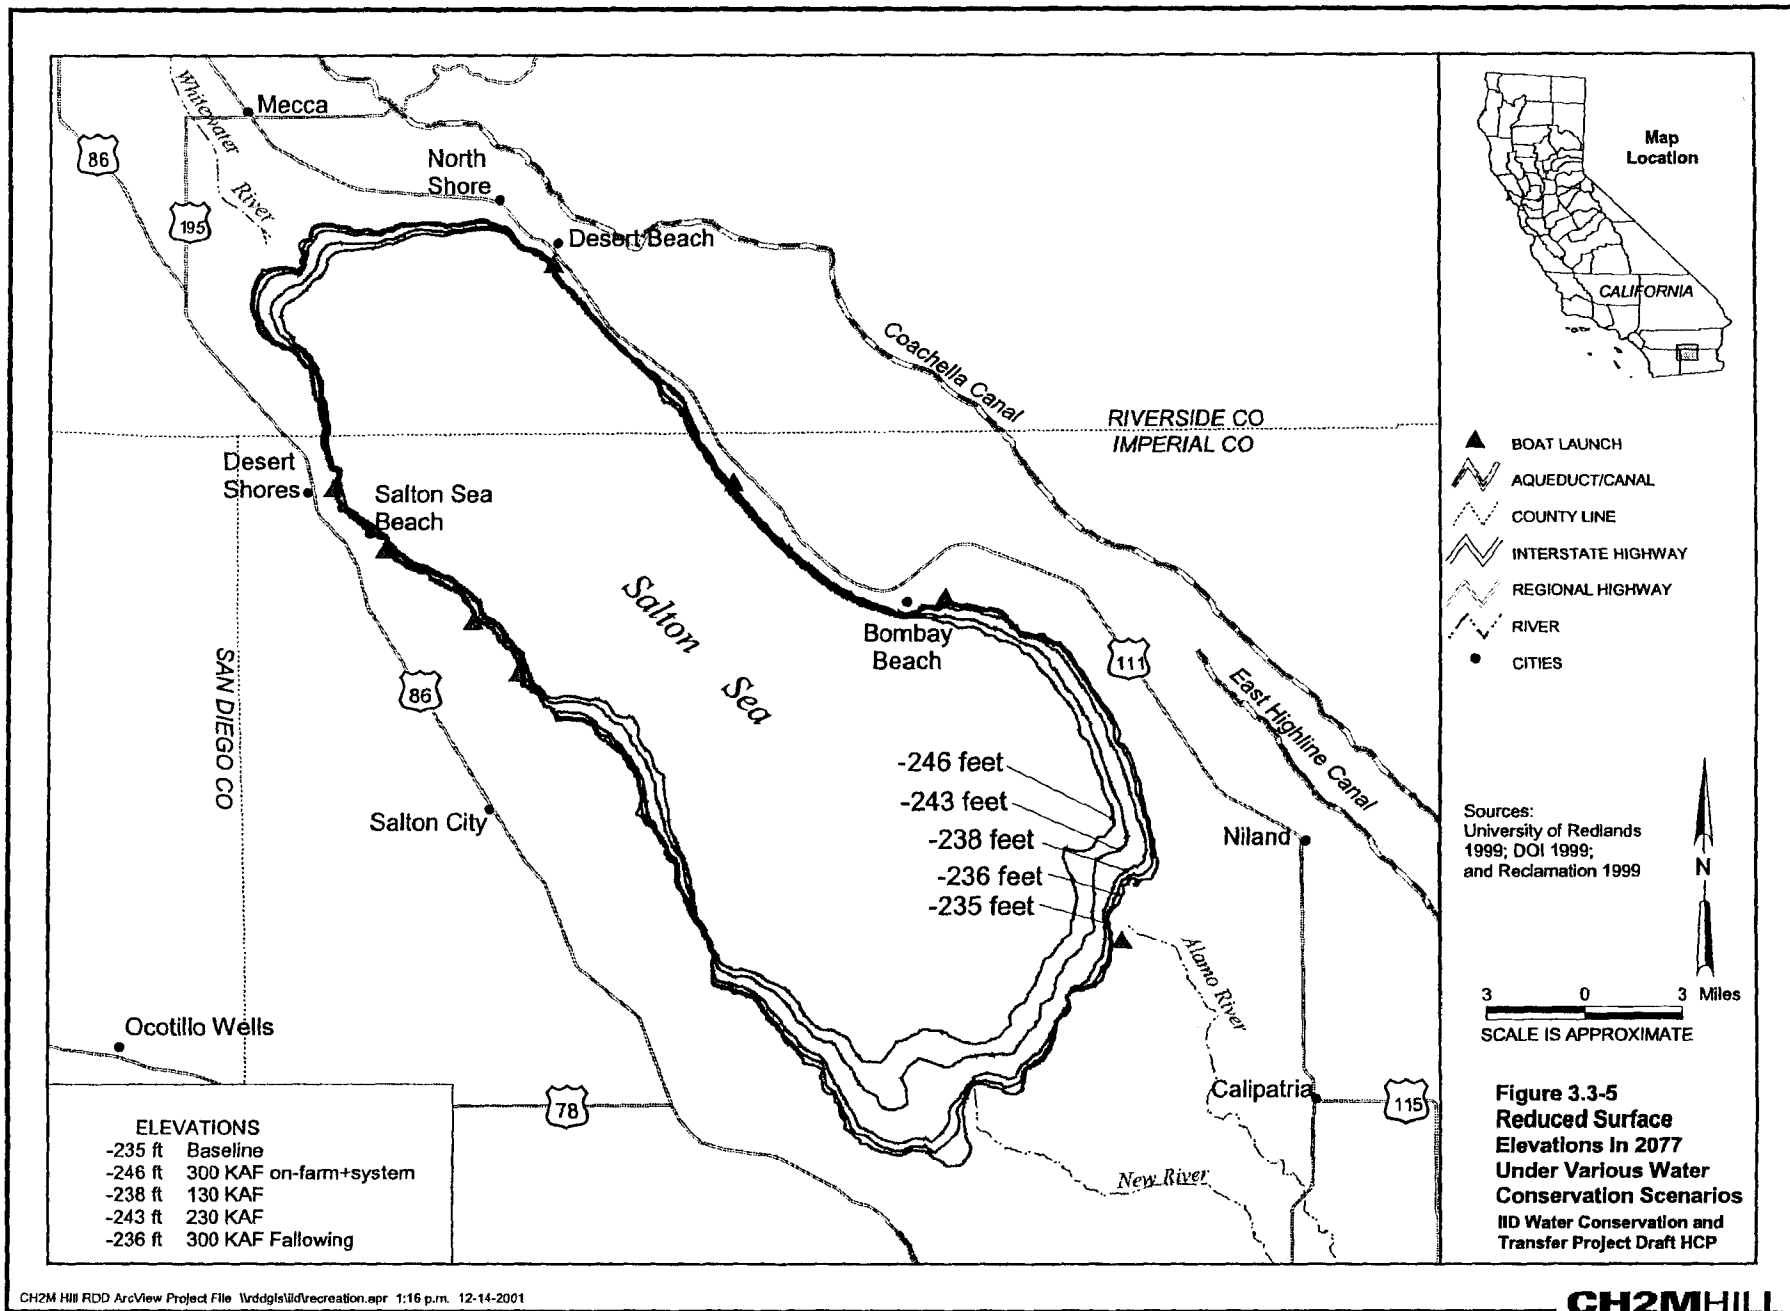 Mecca
Whitewater
River
86
195
North
Shore
Desert Beach
Coachella Canal
RIVERSIDE CO
IMPERIAL CO
Desert
Shores
Salton Sea
Beach
Salton
Sea
Bombay
Beach
111
East Highline Canal
SAN DIEGO CO
86
Salton City
-246 feet
-243 feet
-238 feet
-236 feet
-235 feet
Niland
Alamo River
Ocotillo Wells
78
Calipatria
115
New River
ELEVATIONS
-235 ft Baseline
-246 ft 300 KAF on-farm+system
-238 ft 130 KAF
-243 ft 230 KAF
-236 ft 300 KAF Fallowing
Map
Location
CALIFORNIA
BOAT LAUNCH
AQUEDUCT/CANAL
COUNTY LINE
INTERSTATE HIGHWAY
REGIONAL HIGHWAY
RIVER
CITIES
Sources:
University of Redlands
1999; DOI 1999;
and Reclamation 1999
N
3 0 3 Miles
SCALE IS APPROXIMATE
Figure 3.3-5
Reduced Surface
Elevations In 2077
Under Various Water
Conservation Scenarios
IID Water Conservation and
Transfer Project Draft HCP
CH2M Hill RDD ArcView Project File \\rddgis\iid\recreation.apr 1:16 p.m. 12-14-2001
CH2MHILL